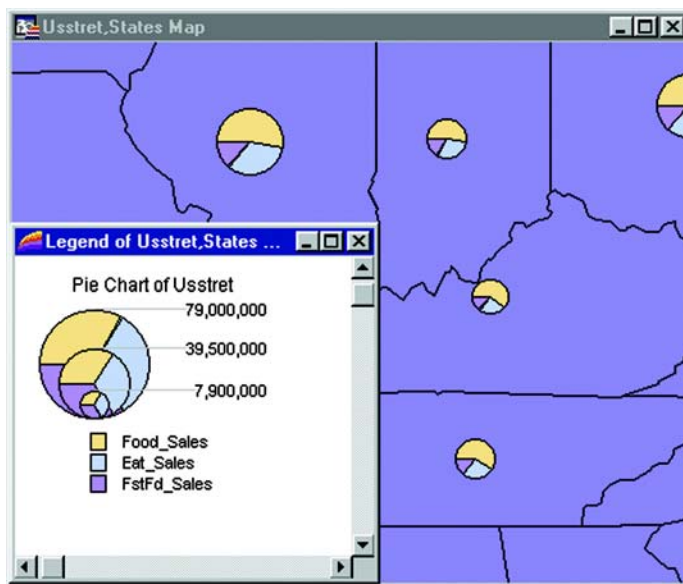 Usstret,States Map
Legend of Usstret,States ...
Pie Chart of Usstret
79,000,000
39,500,000
7,900,000
Food_Sales
Eat_Sales
FstFd_Sales